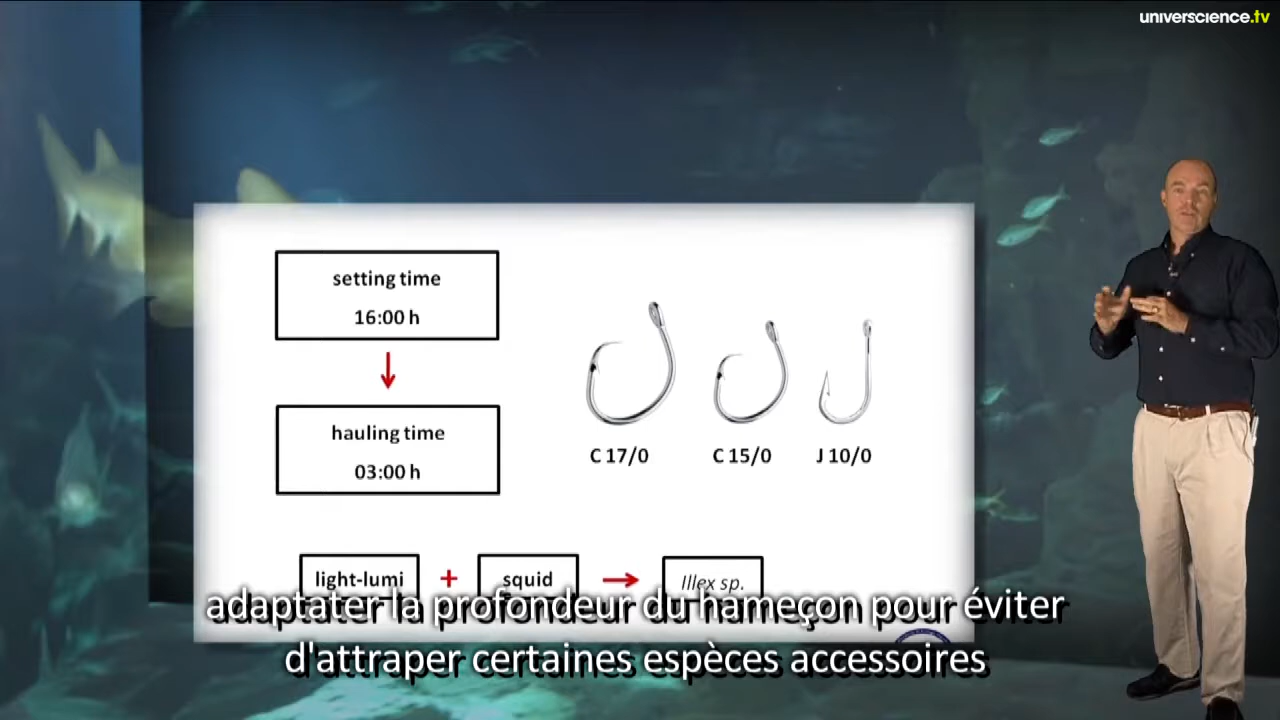 universcience.tv
setting time
16:00 h
hauling time
03:00 h
C 17/0 C 15/0 J 10/0
light-lumi + squid Illex sp.
adaptater la profondeur du hameçon pour éviter
d'attraper certaines espèces accessoires